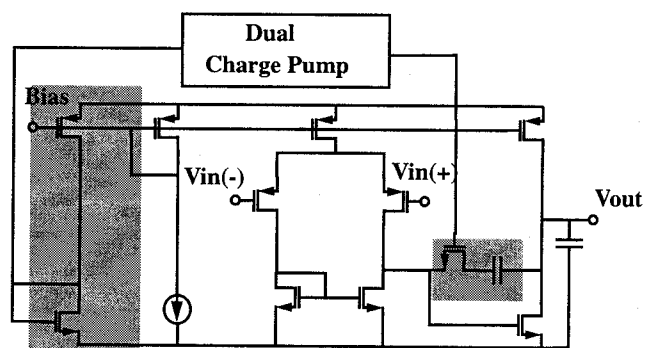 Dual
Charge Pump
Bias
Vin(-)
Vin(+)
Vout